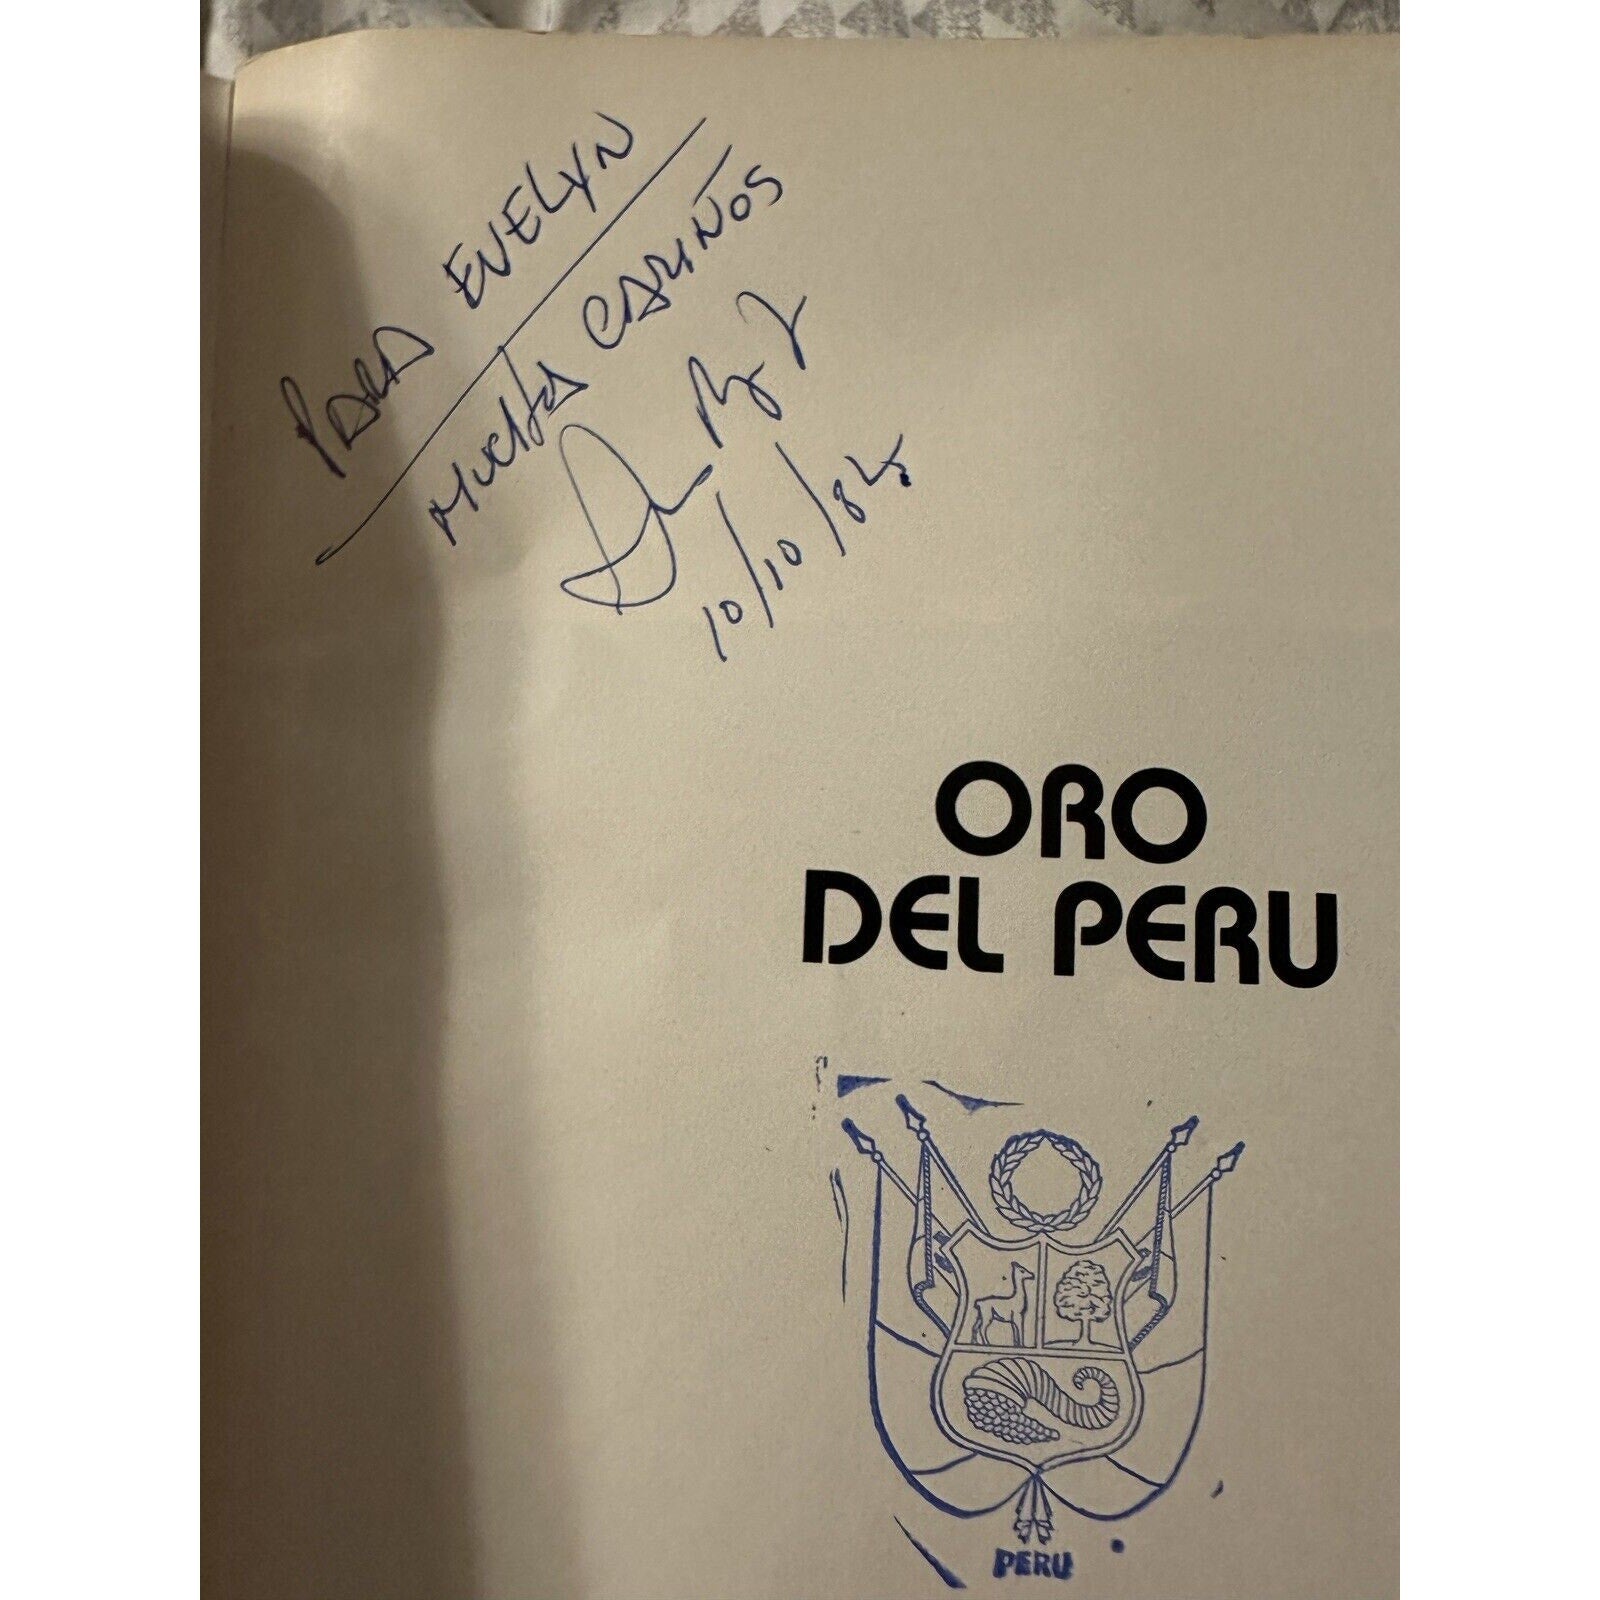 PARA EVELYN
MUCHOS CARIÑOS
10/10/84
ORO
DEL PERU
PERU